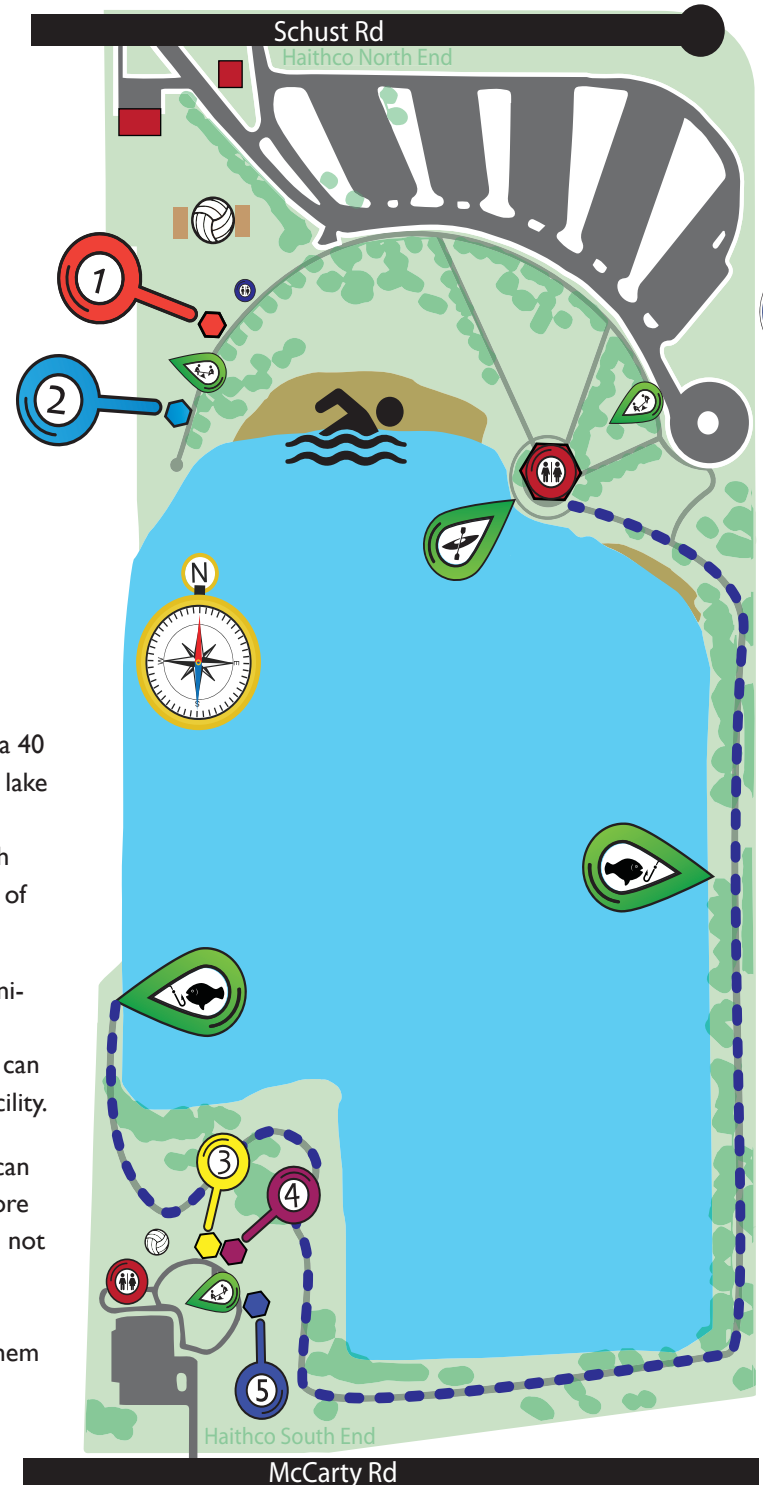 Schust Rd
Haithco North End
1
2
N
W
E
S
a 40
lake
h
of
ni-
can
cility.
can
ore
not
hem
3
4
5
Haithco South End
McCarty Rd